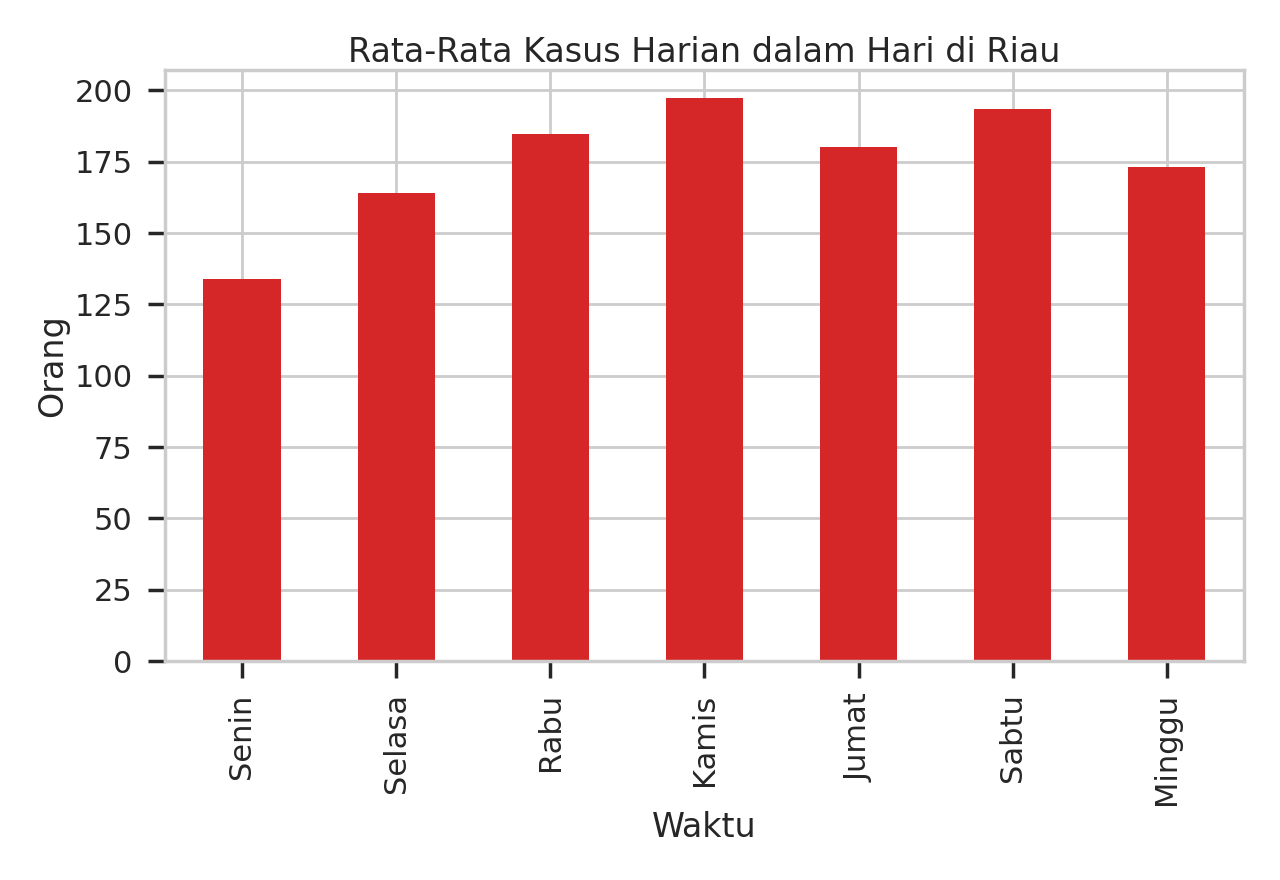 Rata-Rata Kasus Harian dalam Hari di Riau
200
175
150
125
100
75
50
25
0
Orang
Senin
Selasa
Rabu
Kamis
Jumat
Sabtu
Minggu
Waktu